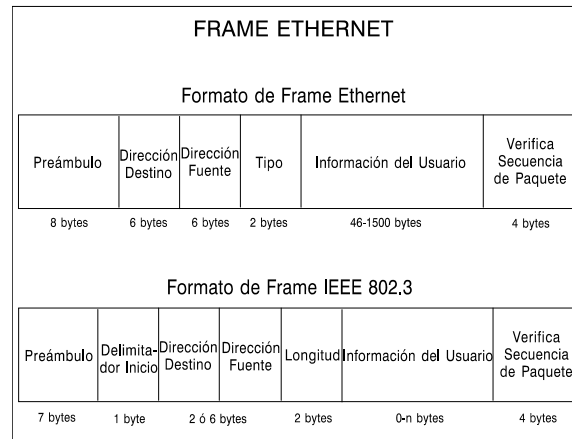 FRAME ETHERNET
Formato de Frame Ethernet
Preámbulo
Dirección
Destino
Dirección
Fuente
Tipo
Información del Usuario
Verifica
Secuencia
de Paquete
8 bytes
6 bytes
6 bytes
2 bytes
46-1500 bytes
4 bytes
Formato de Frame IEEE 802.3
Preámbulo
Delimita-
dor Inicio
Dirección
Destino
Dirección
Fuente
Longitud
Información del Usuario
Verifica
Secuencia
de Paquete
7 bytes
1 byte
2 ó 6 bytes
2 bytes
0-n bytes
4 bytes